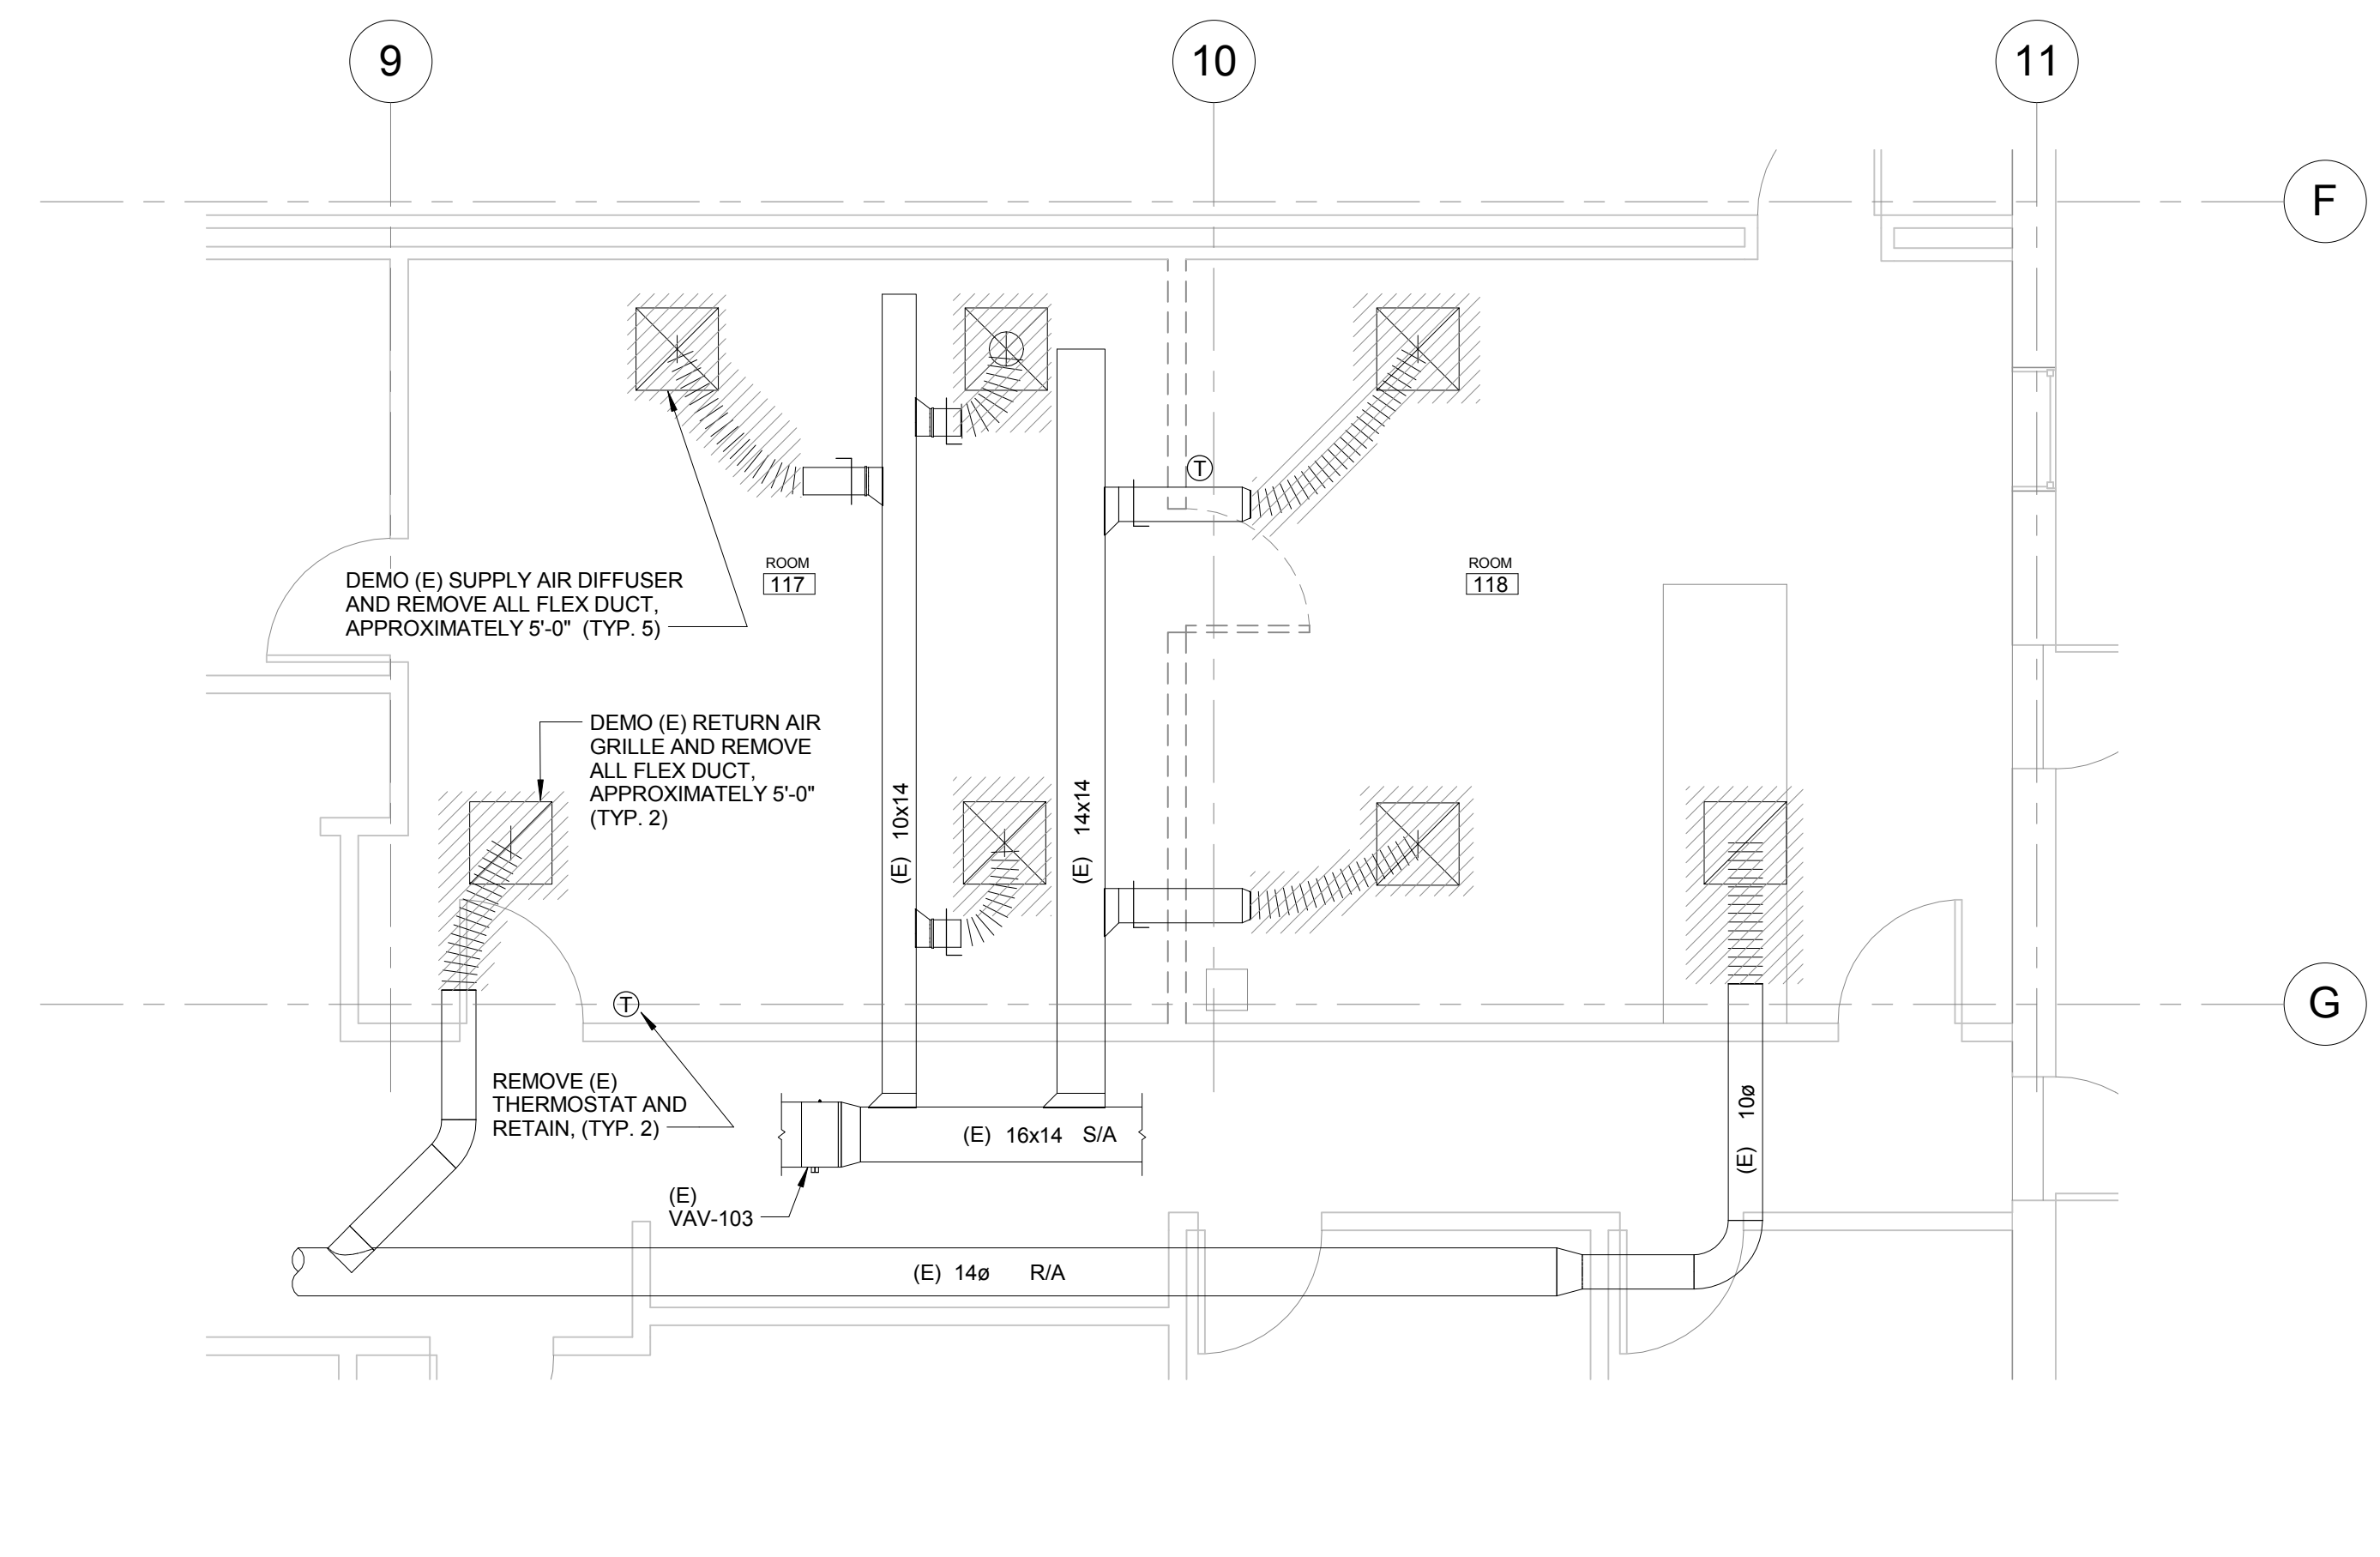 9
10
11
F
T
ROOM
117
ROOM
118
DEMO (E) SUPPLY AIR DIFFUSER
AND REMOVE ALL FLEX DUCT,
APPROXIMATELY 5'-0" (TYP. 5)
DEMO (E) RETURN AIR
GRILLE AND REMOVE
ALL FLEX DUCT,
APPROXIMATELY 5'-0"
(TYP. 2)
(E) 10x14
(E) 14x14
T
G
REMOVE (E)
THERMOSTAT AND
RETAIN, (TYP. 2)
(E) 16x14 S/A
(E) 10ø
(E)
VAV-103
(E) 14ø R/A